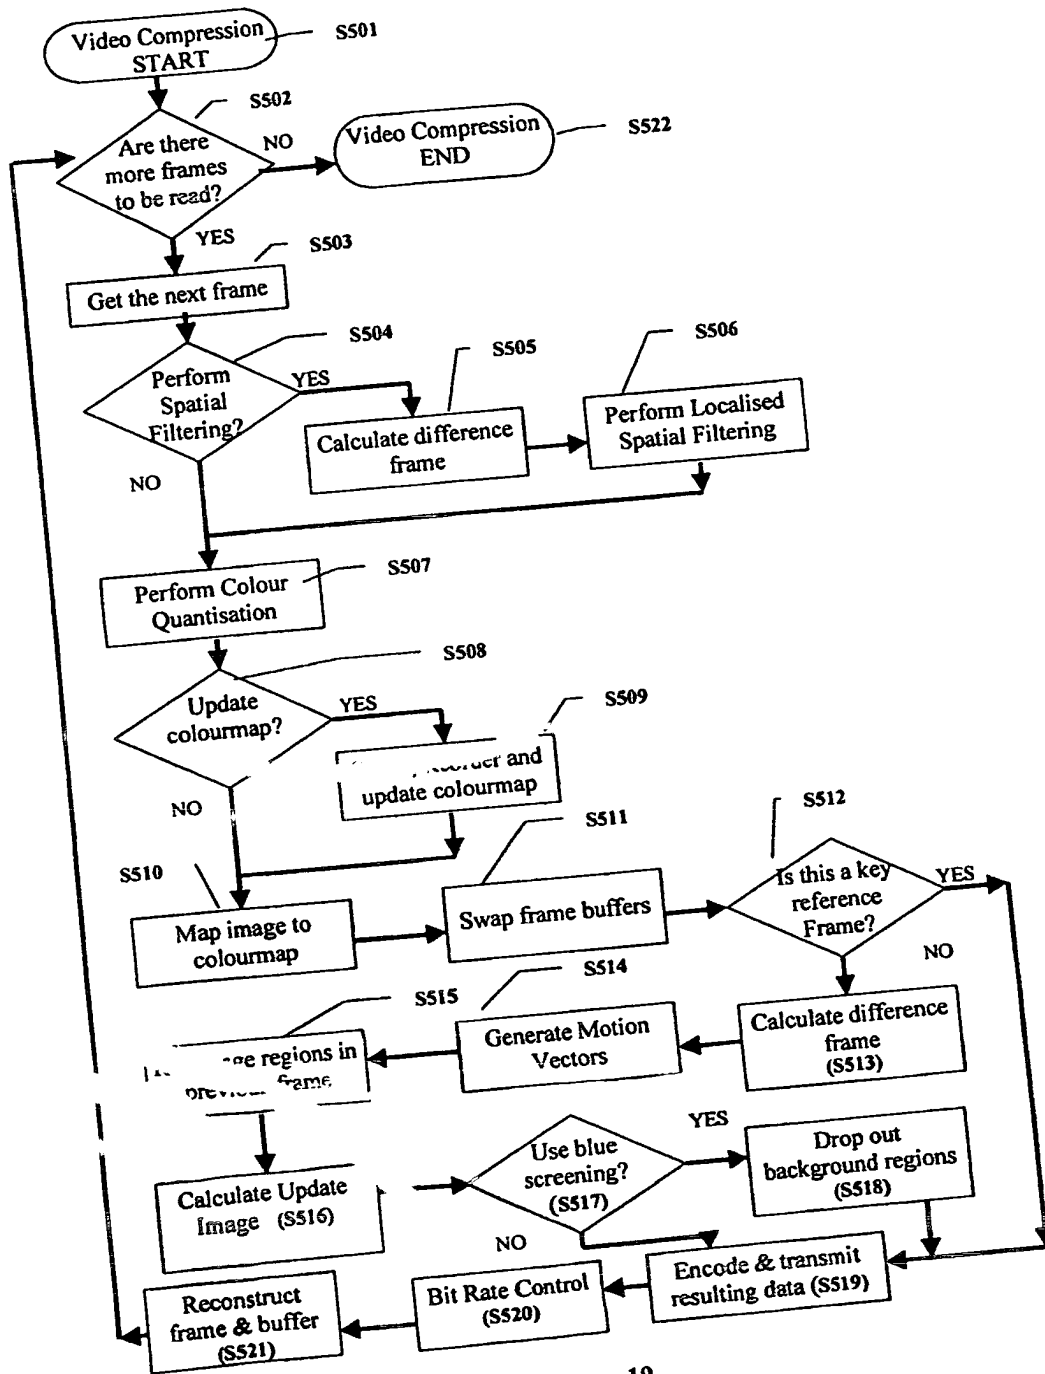 Video Compression
START
S501
S502
Are there
more frames
to be read?
NO
Video Compression
END
S522
YES
S503
Get the next frame
S504
Perform
Spatial
Filtering?
YES
S505
Calculate difference
frame
S506
Perform Localised
Spatial Filtering
NO
S507
Perform Colour
Quantisation
S508
Update
colourmap?
YES
S509
and
update colourmap
NO
S510
Map image to
colourmap
S511
Swap frame buffers
S512
Is this a key
reference
Frame?
YES
NO
Calculate difference
frame
(S513)
S514
Generate Motion
Vectors
S515
regions in
frame
Calculate Update
Image (S516)
Use blue
screening?
(S517)
YES
Drop out
background regions
(S518)
NO
Encode & transmit
resulting data (S519)
Bit Rate Control
(S520)
Reconstruct
frame & buffer
(S521)